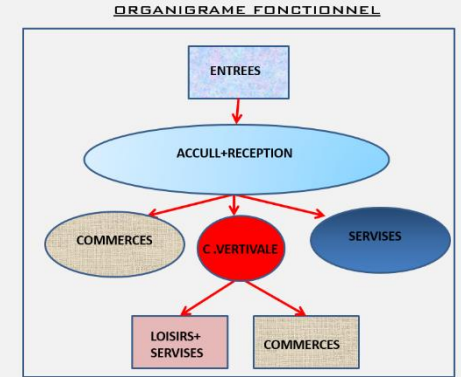 ORGANIGRAME FONCTIONNEL
ENTREES
ACCULL+RECEPTION
COMMERCES
C .VERTIVALE
SERVISES
LOISIRS+
SERVISES
COMMERCES